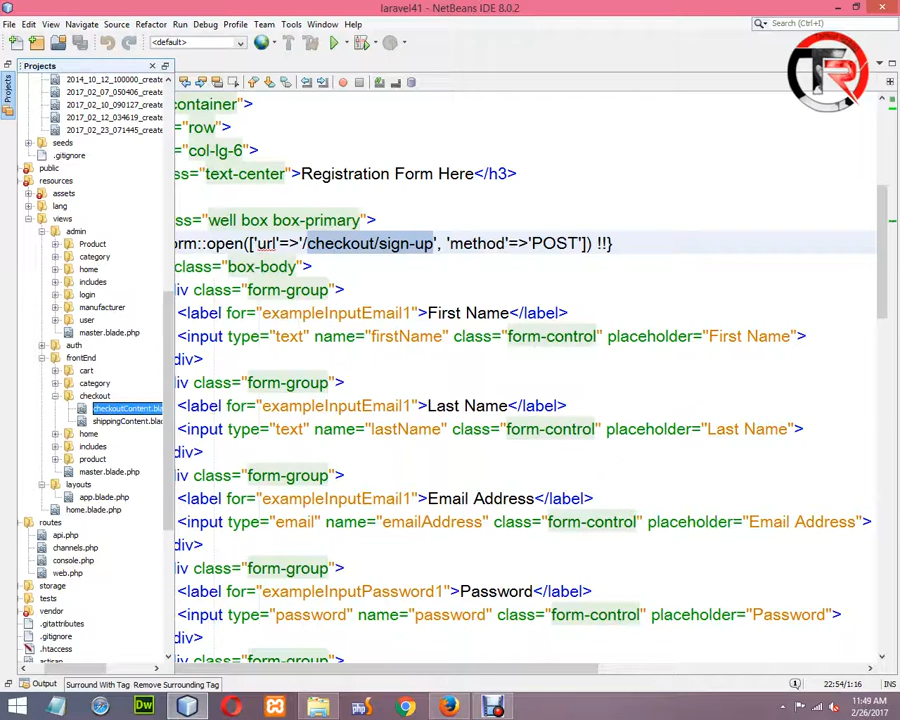 laravel41 - NetBeans IDE 8.0.2
File Edit View Navigate Source Refactor Run Debug Profile Team Tools Window Help
Search (Ctrl+I)
<default>
TR
Projects
Projects
2014_10_12_100000_create
2017_02_07_050406_create
2017_02_10_090127_create
2017_02_12_034619_create
2017_02_23_071445_create
seeds
.gitignore
public
resources
assets
lang
views
admin
Product
category
home
includes
login
manufacturer
user
master.blade.php
auth
frontEnd
cart
category
checkout
checkoutContent.bla
shippingContent.blad
home
includes
product
master.blade.php
layouts
app.blade.php
home.blade.php
routes
api.php
channels.php
console.php
web.php
storage
tests
vendor
.gitattributes
.gitignore
.htaccess
artisan
container">
="row">
="col-lg-6">
ss="text-center">Registration Form Here</h3>
ass="well box box-primary">
orm::open(['url'=>'/checkout/sign-up', 'method'=>'POST']) !!}
class="box-body">
iv class="form-group">
<label for="exampleInputEmail1">First Name</label>
<input type="text" name="firstName" class="form-control" placeholder="First Name">
div>
iv class="form-group">
<label for="exampleInputEmail1">Last Name</label>
<input type="text" name="lastName" class="form-control" placeholder="Last Name">
div>
iv class="form-group">
<label for="exampleInputEmail1">Email Address</label>
<input type="email" name="emailAddress" class="form-control" placeholder="Email Address">
div>
iv class="form-group">
<label for="exampleInputPassword1">Password</label>
<input type="password" name="password" class="form-control" placeholder="Password">
div>
iv class="form-group">
Output
Surround With Tag Remove Surrounding Tag
22:54/1:16
INS
Dw
php
11:49 AM
2/26/2017